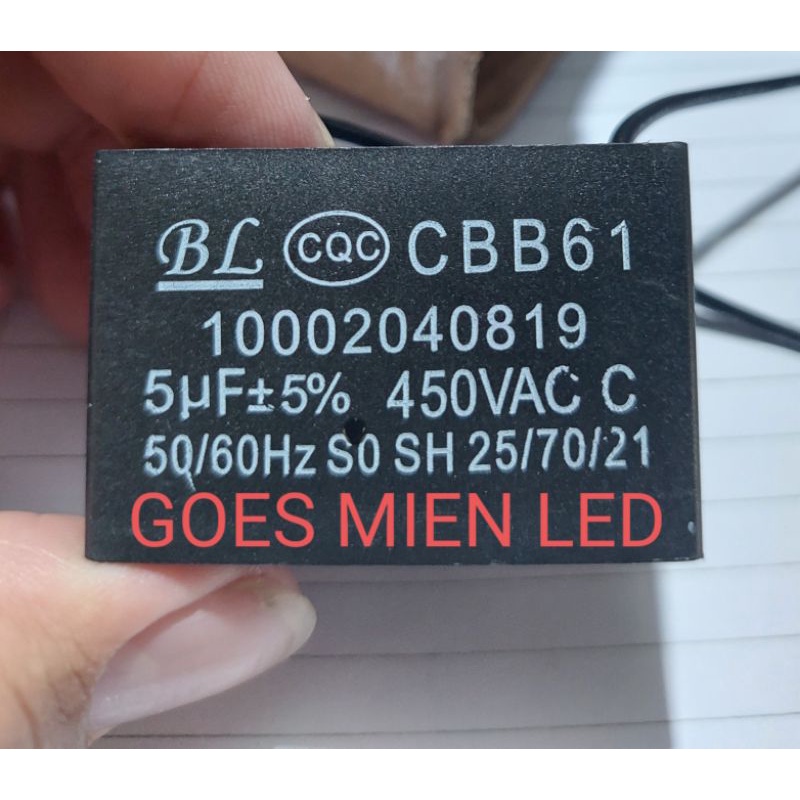 BL CQC CBB61
10002040819
5µF±5% 450VAC C
50/60Hz S0 SH 25/70/21
GOES MIEN LED